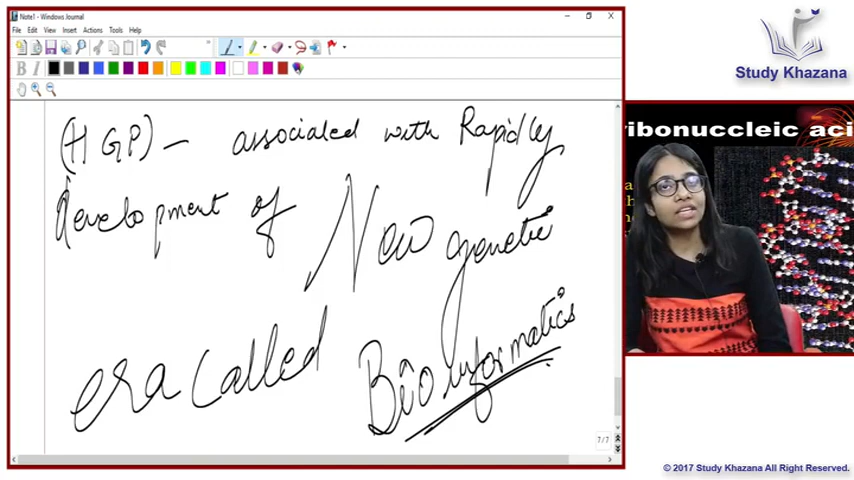 Note1 - Windows Journal
File Edit View Insert Actions Tools Help
B I
(HGP) - associated with Rapidly
development of New genetic
era called Bioinformatics
7/7
Study Khazana
ribonuccleic aci
© 2017 Study Khazana All Right Reserved.